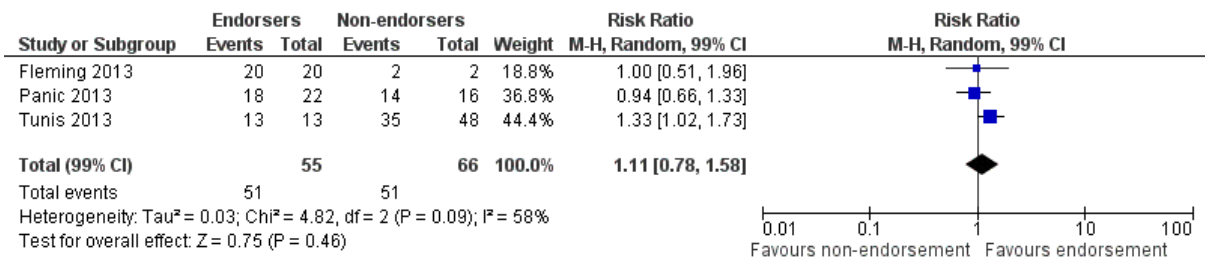 Endorsers Non-endorsers Risk Ratio Risk Ratio
Study or Subgroup Events Total Events Total Weight M-H, Random, 99% CI M-H, Random, 99% CI
Fleming 2013 20 20 2 2 18.8% 1.00 [0.51, 1.96]
Panic 2013 18 22 14 16 36.8% 0.94 [0.66, 1.33]
Tunis 2013 13 13 35 48 44.4% 1.33 [1.02, 1.73]
Total (99% CI) 55 66 100.0% 1.11 [0.78, 1.58]
Total events 51 51
Heterogeneity: Tau² = 0.03; Chi² = 4.82, df = 2 (P = 0.09); I² = 58%
Test for overall effect: Z = 0.75 (P = 0.46)
0.01 0.1 1 10 100
Favours non-endorsement Favours endorsement